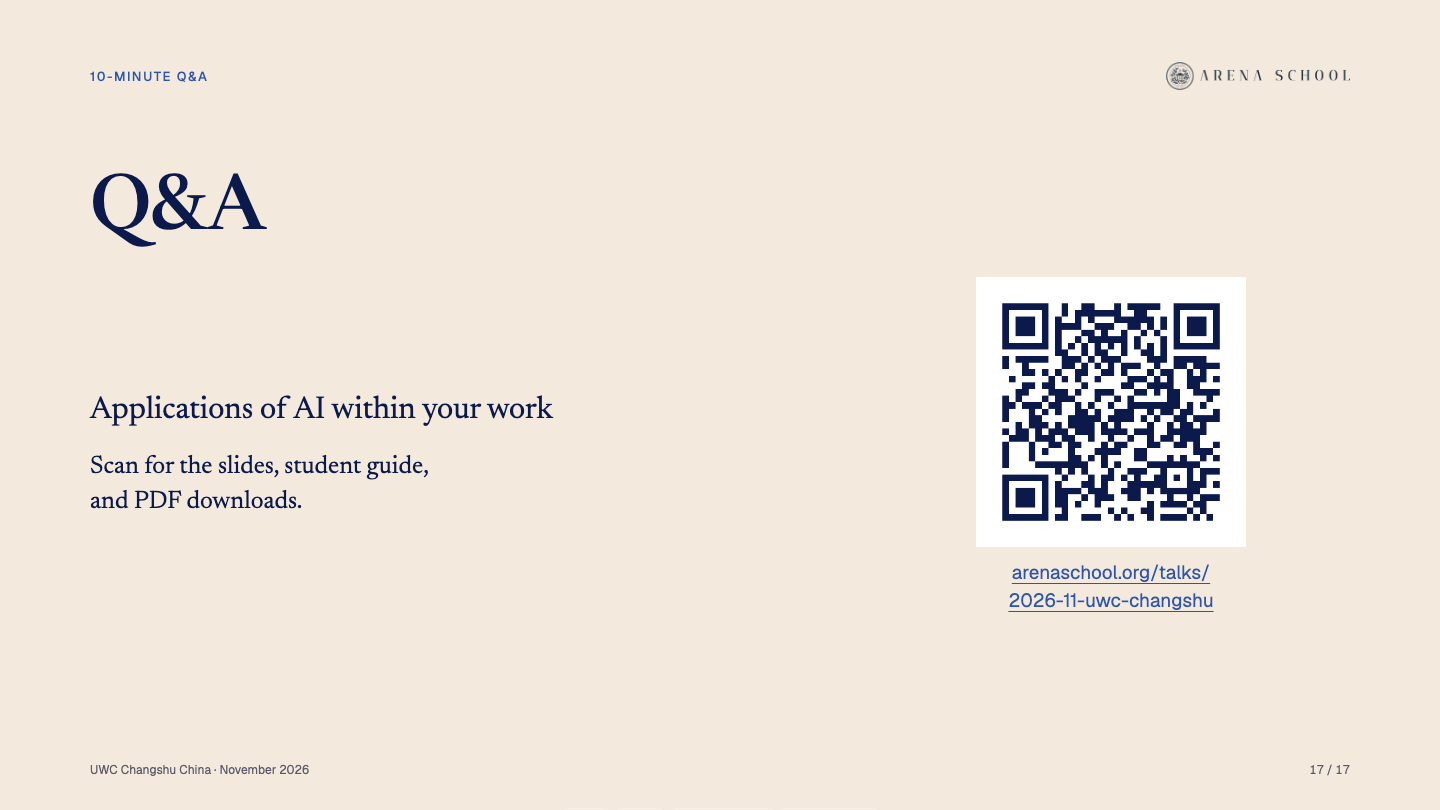 10-MINUTE Q&A
ARENA SCHOOL
Q&A
Applications of AI within your work
Scan for the slides, student guide,
and PDF downloads.
arenaschool.org/talks/
2026-11-uwc-changshu
UWC Changshu China · November 2026
17 / 17